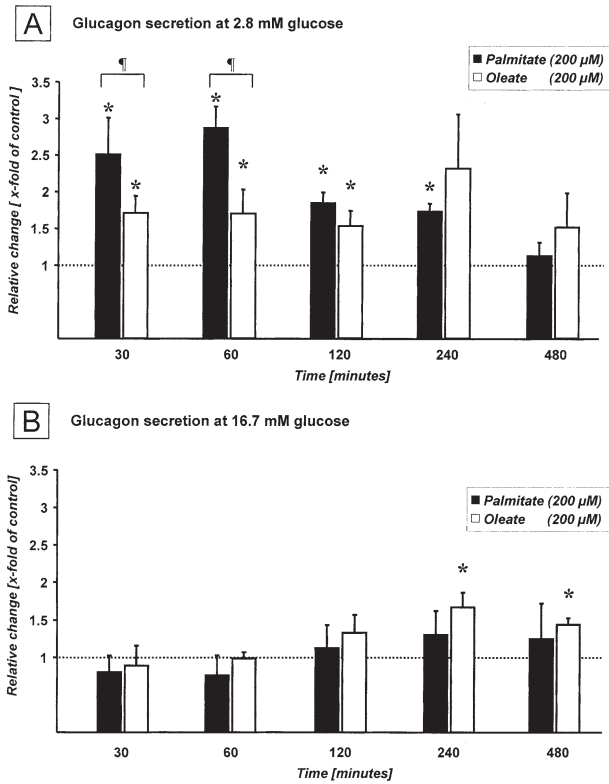 A Glucagon secretion at 2.8 mM glucose
Palmitate (200 µM)
Oleate (200 µM)
¶ ¶
Relative change [ x-fold of control ]
3.5
3
2.5
2
1.5
1
* * * * * * *
30 60 120 240 480
Time [minutes]
B Glucagon secretion at 16.7 mM glucose
Palmitate (200 µM)
Oleate (200 µM)
Relative change [x-fold of control]
3.5
3
2.5
2
1.5
1
* *
30 60 120 240 480
Time [minutes]